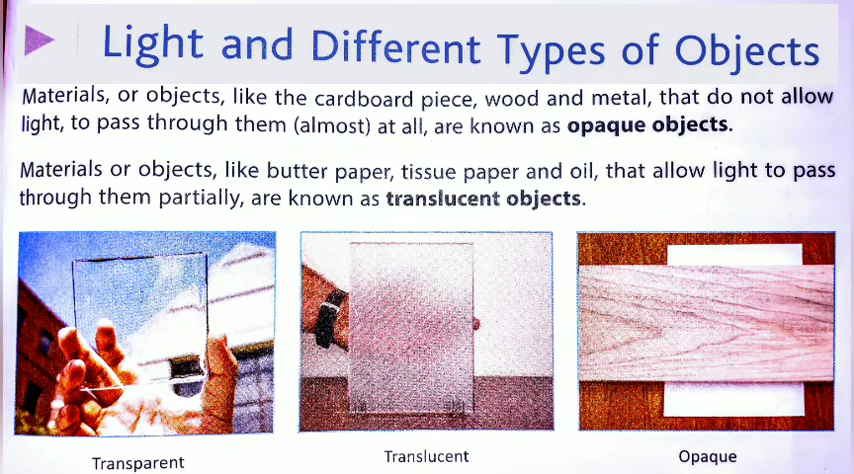 Light and Different Types of Objects
Materials, or objects, like the cardboard piece, wood and metal, that do not allow
light, to pass through them (almost) at all, are known as opaque objects.
Materials or objects, like butter paper, tissue paper and oil, that allow light to pass
through them partially, are known as translucent objects.
Transparent
Translucent
Opaque